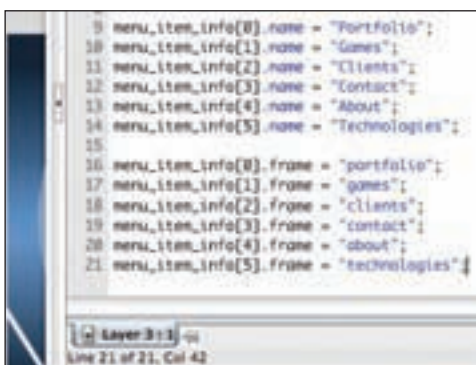 9 menu_item_info[0].name = "Portfolio";
10 menu_item_info[1].name = "Games";
11 menu_item_info[2].name = "Clients";
12 menu_item_info[3].name = "Contact";
13 menu_item_info[4].name = "About";
14 menu_item_info[5].name = "Technologies";
15
16 menu_item_info[0].frame = "portfolio";
17 menu_item_info[1].frame = "games";
18 menu_item_info[2].frame = "clients";
19 menu_item_info[3].frame = "contact";
20 menu_item_info[4].frame = "about";
21 menu_item_info[5].frame = "technologies";
Layer 3 : 1
Line 21 of 21, Col 42